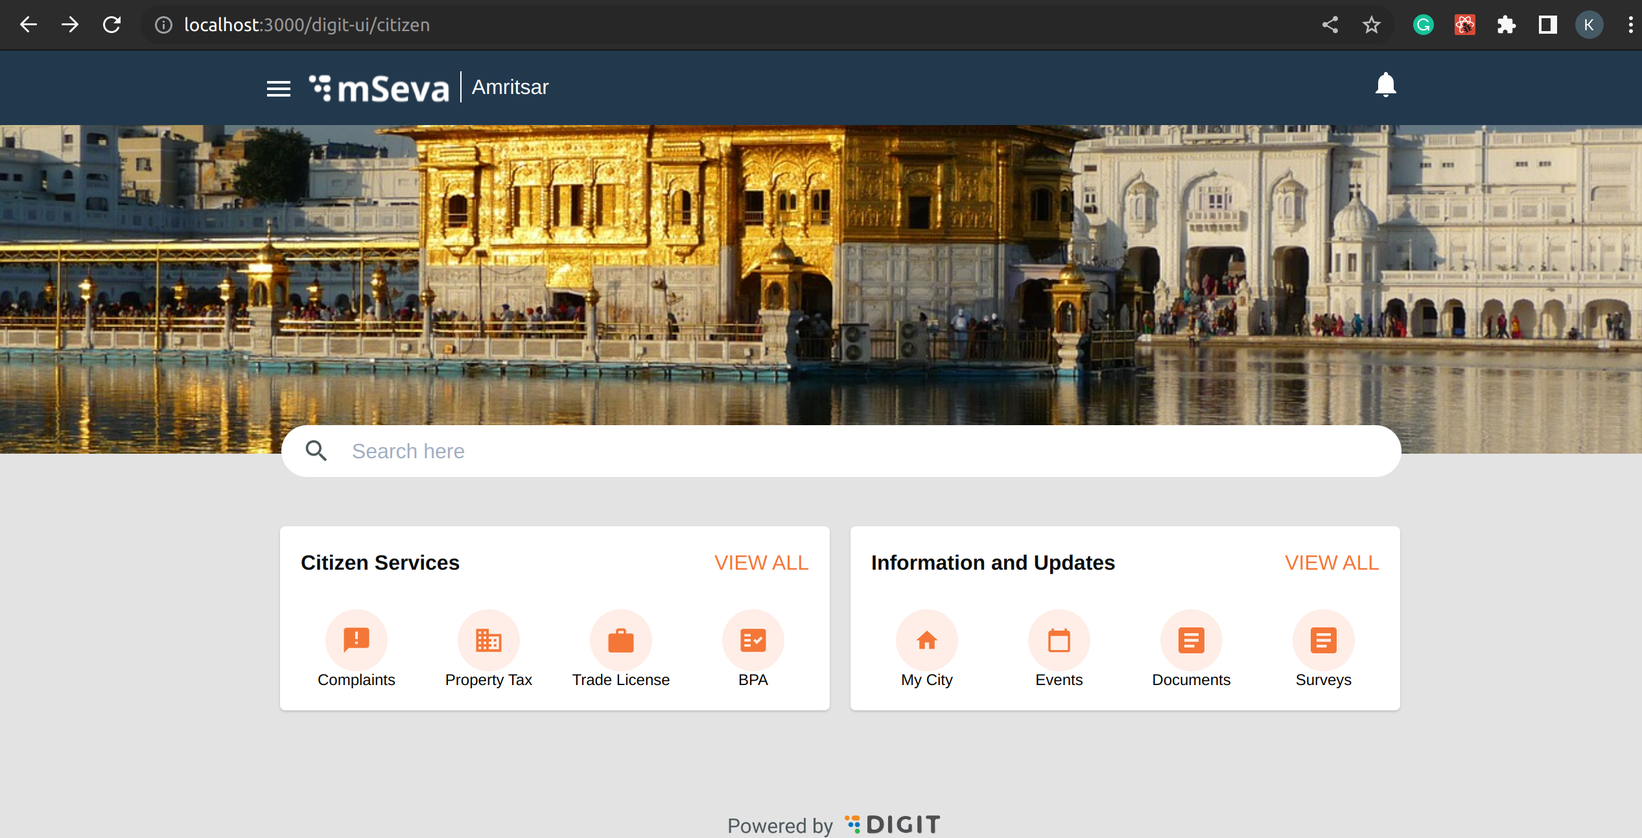 localhost:3000/digit-ui/citizen
K
mSeva
Amritsar
Search here
Citizen Services
VIEW ALL
Complaints
Property Tax
Trade License
BPA
Information and Updates
VIEW ALL
My City
Events
Documents
Surveys
Powered by DIGIT